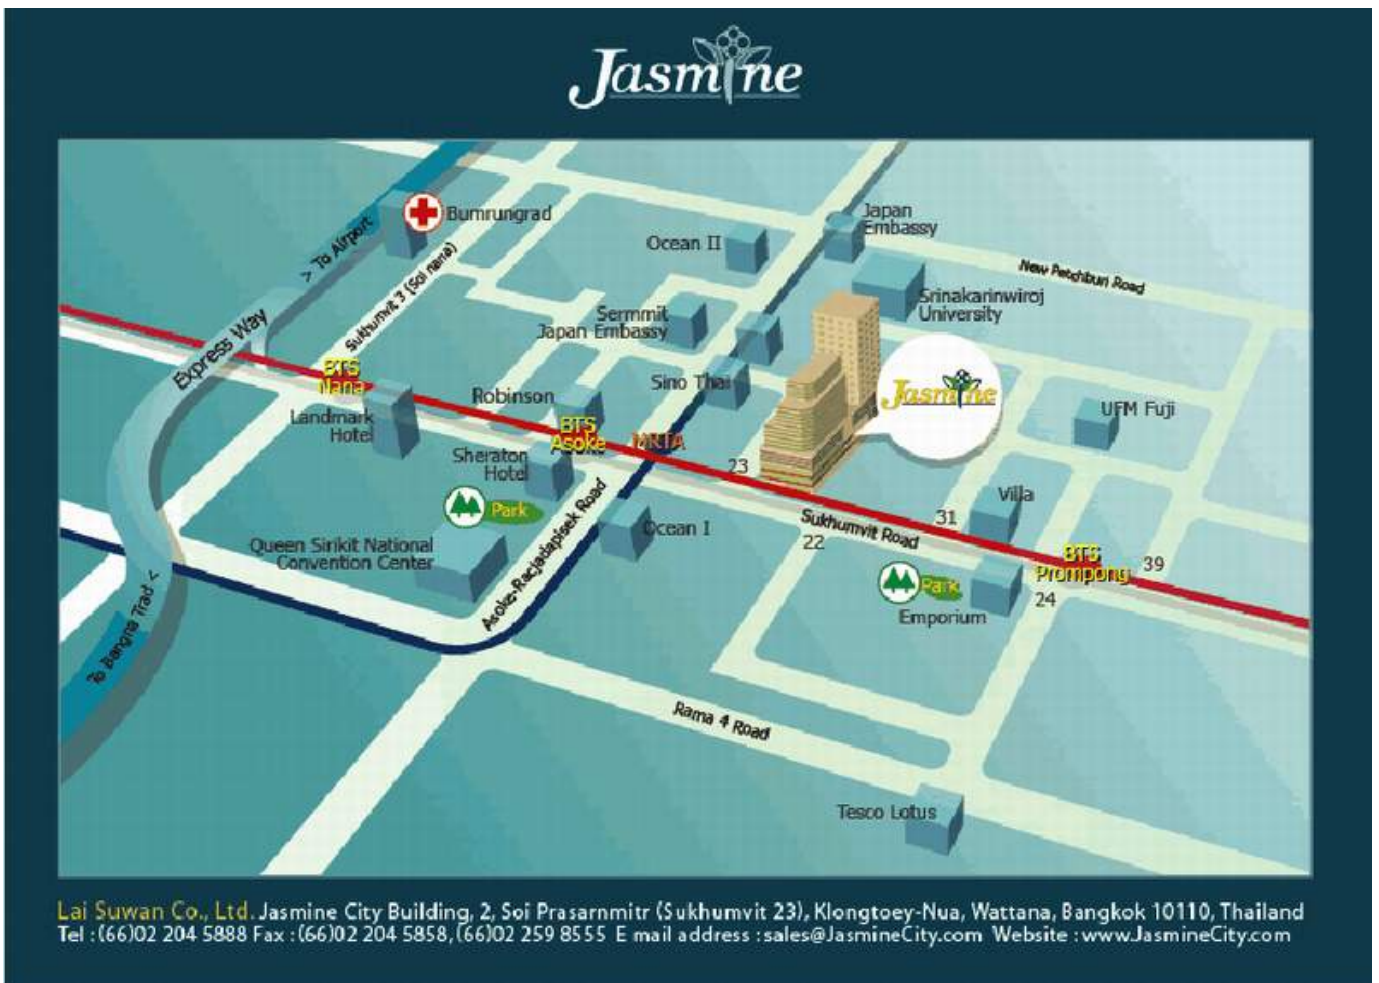 Jasmine
Bumrungrad
> To Airport
Sukhumvit 3 (Soi nana)
Express Way
Ocean II
Japan
Embassy
New Petchburi Road
Srinakarinwiroj
University
Sermmit
Japan Embassy
BTS
Nana
Landmark
Hotel
Robinson
Sino Thai
Jasmine
UFM Fuji
BTS
Asoke
MRTA
Sheraton
Hotel
23
Park
Asoke-Racjadapisek Road
Ocean I
Villa
31
Sukhumvit Road
22
Queen Sirikit National
Convention Center
BTS
Prompong
39
Park
24
Emporium
To Bangna Trad <
Rama 4 Road
Tesco Lotus
Lai Suwan Co., Ltd. Jasmine City Building, 2, Soi Prasarnmitr (Sukhumvit 23), Klongtoey-Nua, Wattana, Bangkok 10110, Thailand
Tel : (66)02 204 5888 Fax : (66)02 204 5858, (66)02 259 8555 E mail address : sales@JasmineCity.com Website : www.JasmineCity.com